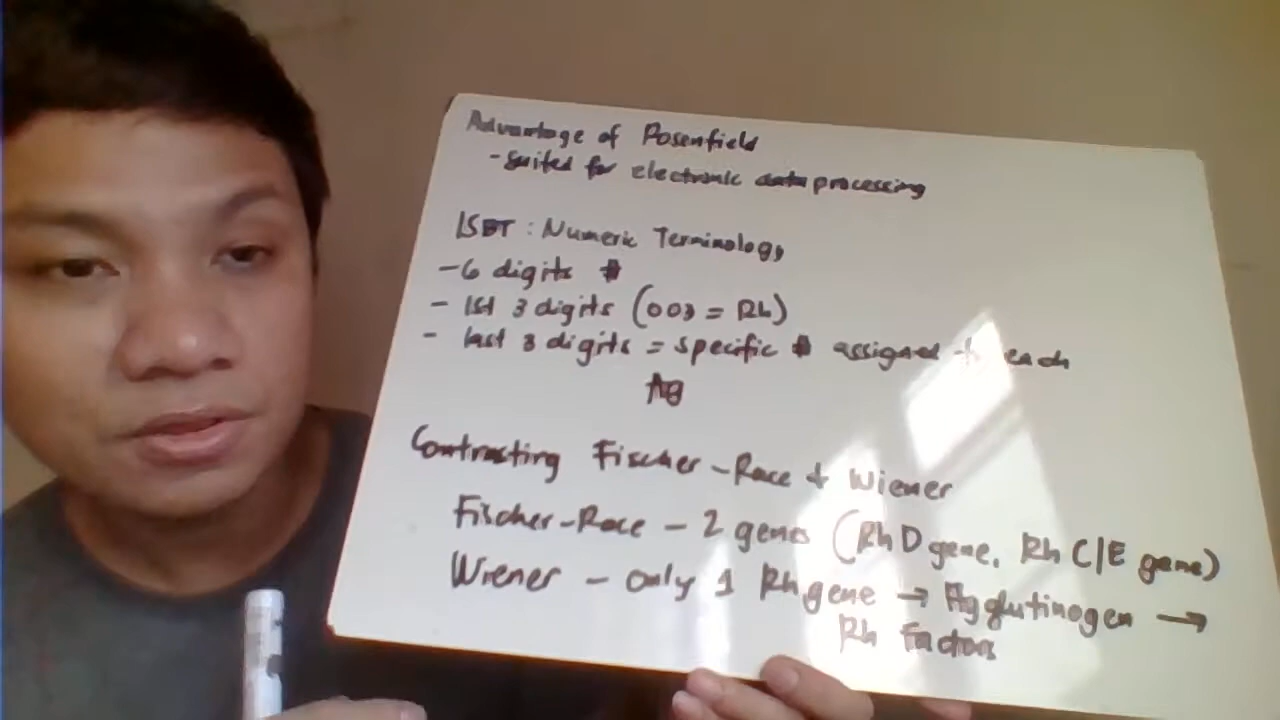 Advantage of Rosenfield
- suited for electronic data processing
ISBT : Numeric Terminology
- 6 digits #
- 1st 3 digits (003 = Rh)
- last 3 digits = specific # assigned to each
Ag
Contrasting Fischer-Race + Wiener
Fischer-Race - 2 genes (Rh D gene, Rh C/E gene)
Wiener - only 1 Rh gene → Agglutinogen →
Rh Factors